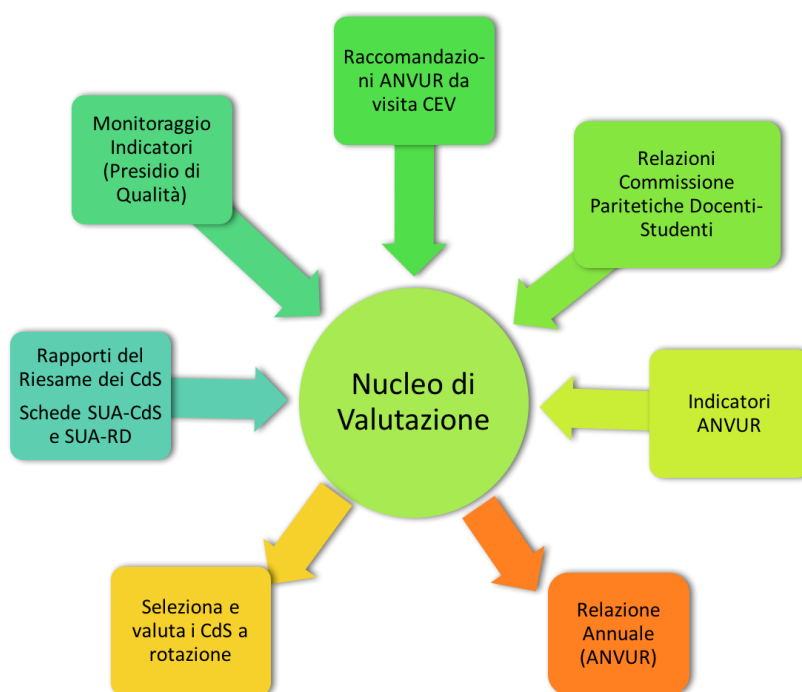 Raccomandazio-
ni ANVUR da
visita CEV
Monitoraggio
Indicatori
(Presidio di
Qualità)
Relazioni
Commissione
Paritetiche Docenti-
Studenti
Rapporti del
Riesame dei CdS
Schede SUA-CdS
e SUA-RD
Nucleo di
Valutazione
Indicatori
ANVUR
Seleziona e
valuta i CdS a
rotazione
Relazione
Annuale
(ANVUR)